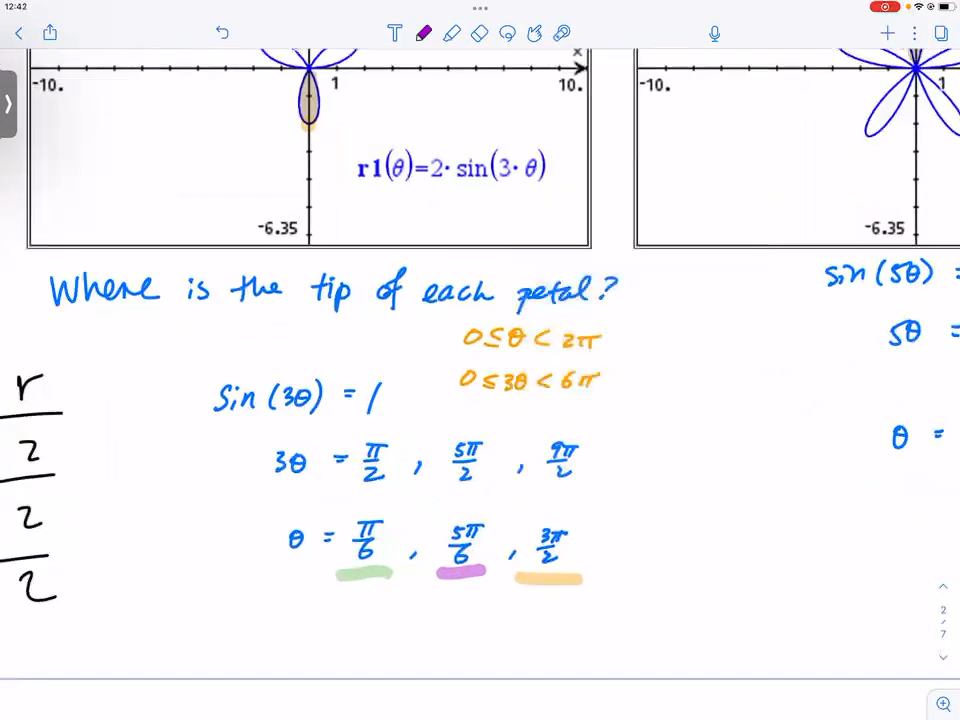 12:42
x
-10.
1
10.
r1(θ)=2·sin(3·θ)
-6.35
-10.
1
-6.35
Where is the tip of each petal?
0≤θ<2π
0≤3θ<6π
sin(3θ)=1
3θ = π/2, 5π/2, 9π/2
θ = π/6, 5π/6, 3π/2
r
2
2
2
sin(5θ) =
5θ =
θ =
2
/
7